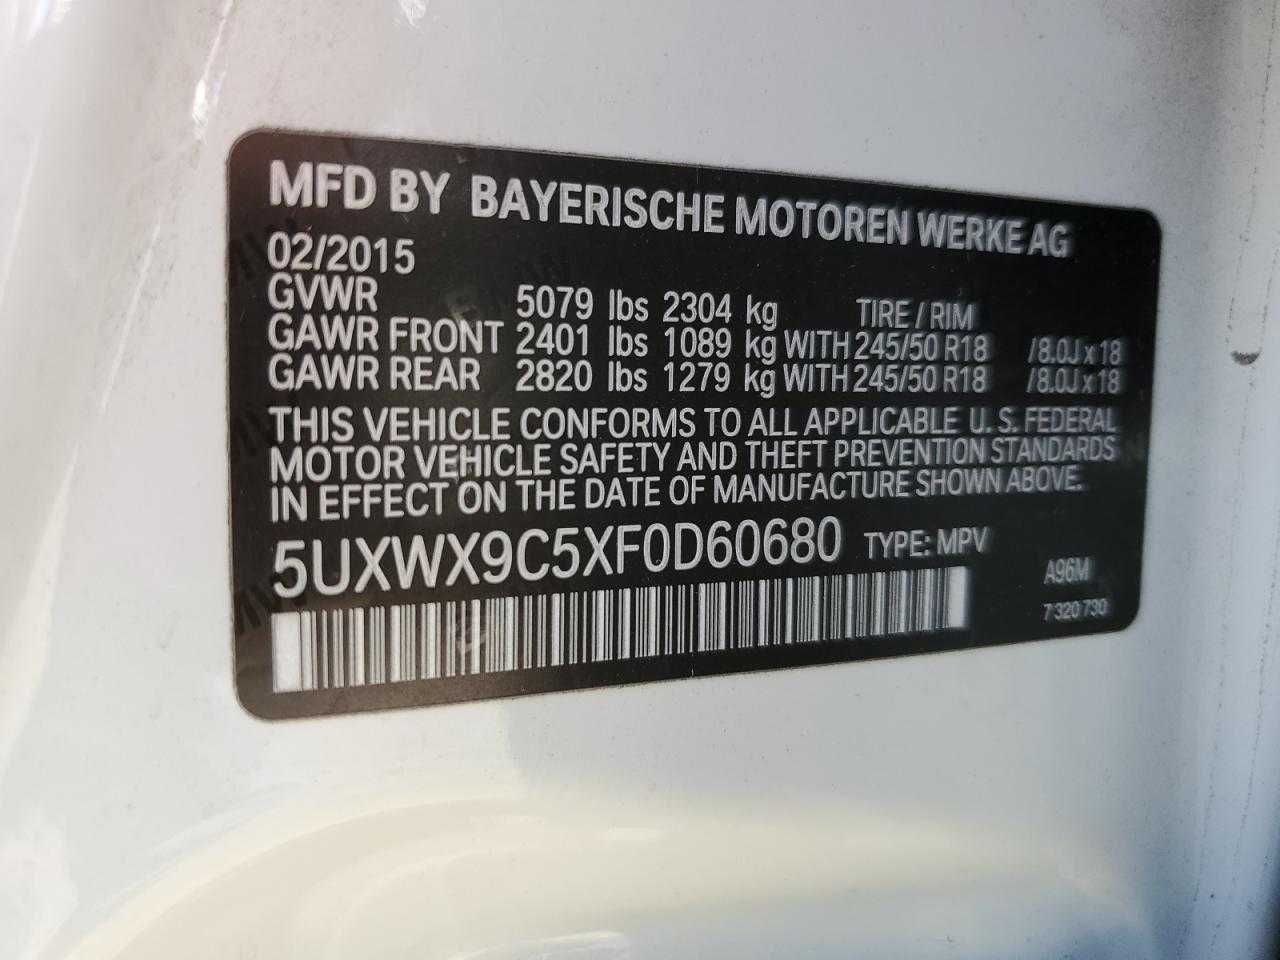 MFD BY BAYERISCHE MOTOREN WERKE AG
02/2015
GVWR 5079 lbs 2304 kg TIRE / RIM
GAWR FRONT 2401 lbs 1089 kg WITH 245/50 R18 /8.0J x 18
GAWR REAR 2820 lbs 1279 kg WITH 245/50 R18 /8.0J x 18
THIS VEHICLE CONFORMS TO ALL APPLICABLE U.S. FEDERAL
MOTOR VEHICLE SAFETY AND THEFT PREVENTION STANDARDS
IN EFFECT ON THE DATE OF MANUFACTURE SHOWN ABOVE.
5UXWX9C5XF0D60680 TYPE: MPV
A96M
7 320 730